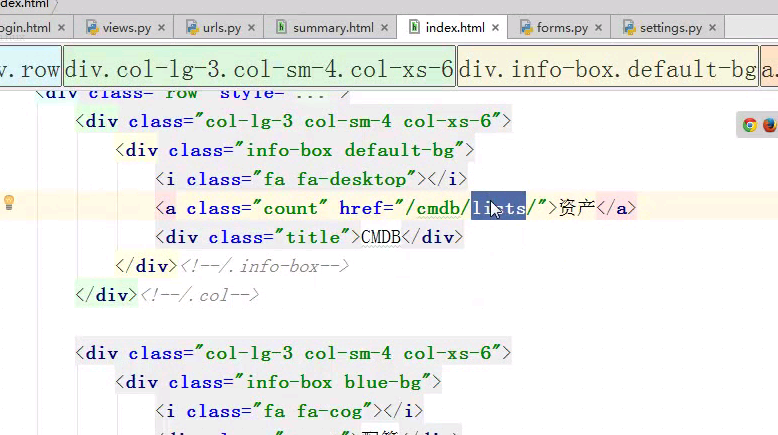 dex.html
ogin.html views.py urls.py summary.html index.html forms.py settings.py
v.row div.col-lg-3.col-sm-4.col-xs-6 div.info-box.default-bg a.
<div class="row" style="...">
<div class="col-lg-3 col-sm-4 col-xs-6">
<div class="info-box default-bg">
<i class="fa fa-desktop"></i>
<a class="count" href="/cmdb/lists/">资产</a>
<div class="title">CMDB</div>
</div><!--/.info-box-->
</div><!--/.col-->
<div class="col-lg-3 col-sm-4 col-xs-6">
<div class="info-box blue-bg">
<i class="fa fa-cog"></i>